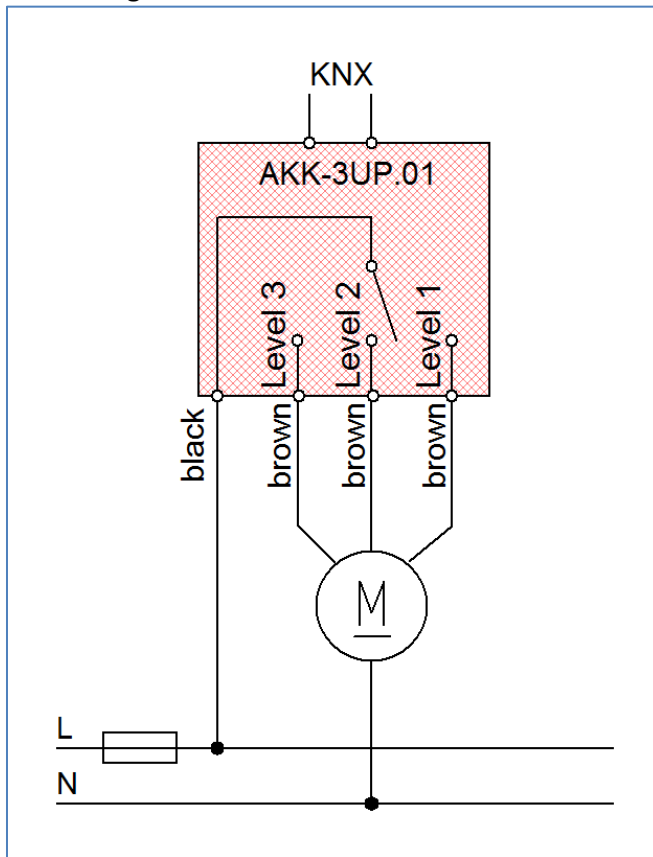 KNX
AKK-3UP.01
Level 3
Level 2
Level 1
black
brown
brown
brown
M
L
N